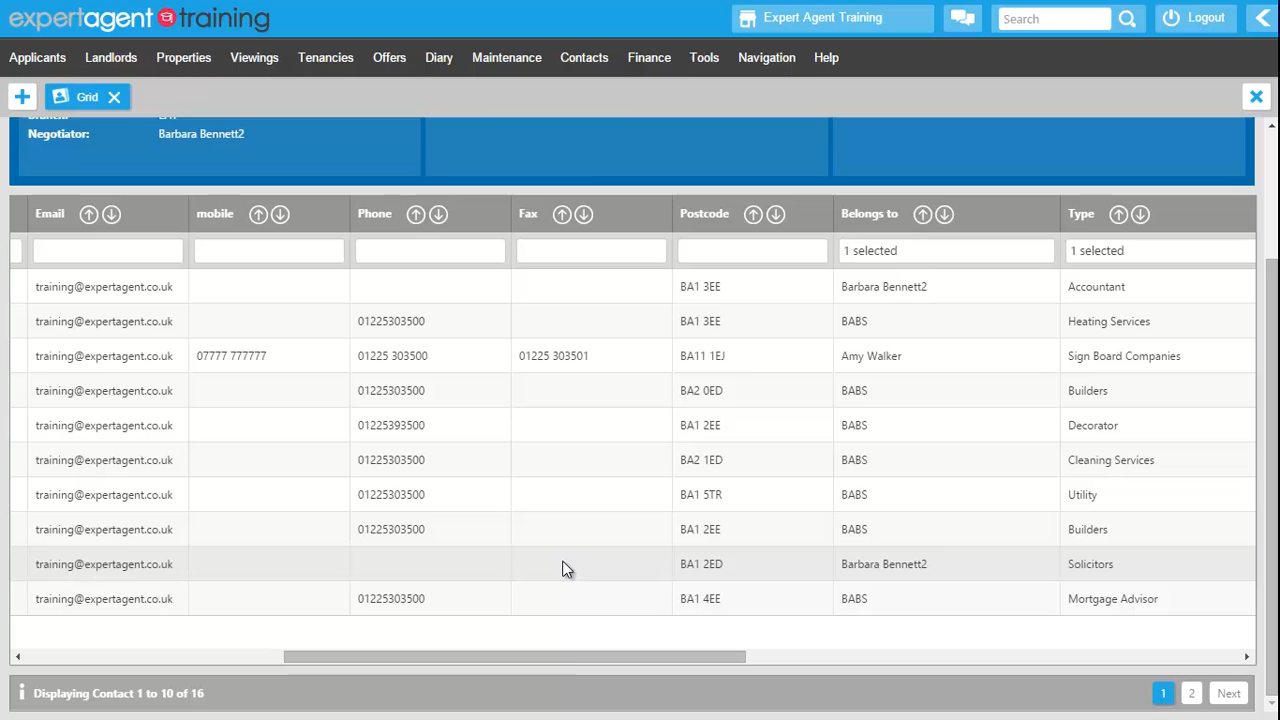 expertagent training
Expert Agent Training
Search
Logout
Applicants Landlords Properties Viewings Tenancies Offers Diary Maintenance Contacts Finance Tools Navigation Help
Grid
Negotiator: Barbara Bennett2
Email mobile Phone Fax Postcode Belongs to Type
1 selected 1 selected
training@expertagent.co.uk BA1 3EE Barbara Bennett2 Accountant
training@expertagent.co.uk 01225303500 BA1 3EE BABS Heating Services
training@expertagent.co.uk 07777 777777 01225 303500 01225 303501 BA11 1EJ Amy Walker Sign Board Companies
training@expertagent.co.uk 01225303500 BA2 0ED BABS Builders
training@expertagent.co.uk 01225393500 BA1 2EE BABS Decorator
training@expertagent.co.uk 01225303500 BA2 1ED BABS Cleaning Services
training@expertagent.co.uk 01225303500 BA1 5TR BABS Utility
training@expertagent.co.uk 01225303500 BA1 2EE BABS Builders
training@expertagent.co.uk BA1 2ED Barbara Bennett2 Solicitors
training@expertagent.co.uk 01225303500 BA1 4EE BABS Mortgage Advisor
Displaying Contact 1 to 10 of 16
1 2 Next